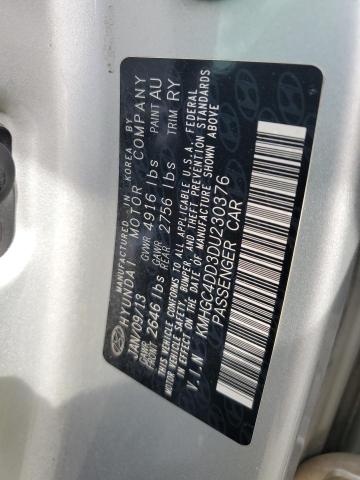 MANUFACTURED IN KOREA BY
HYUNDAI MOTOR COMPANY
JAN/09/13 GVWR 4916 lbs PAINT AU
GAWR FRONT 2646 lbs GAWR REAR 2756 lbs TRIM RY
THIS VEHICLE CONFORMS TO ALL APPLICABLE U.S.A. FEDERAL
MOTOR VEHICLE SAFETY, BUMPER, AND THEFT PREVENTION STANDARDS
IN EFFECT ON THE DATE OF MANUFACTURE SHOWN ABOVE
V.I.N KMHGC4DD3DU230376
PASSENGER CAR